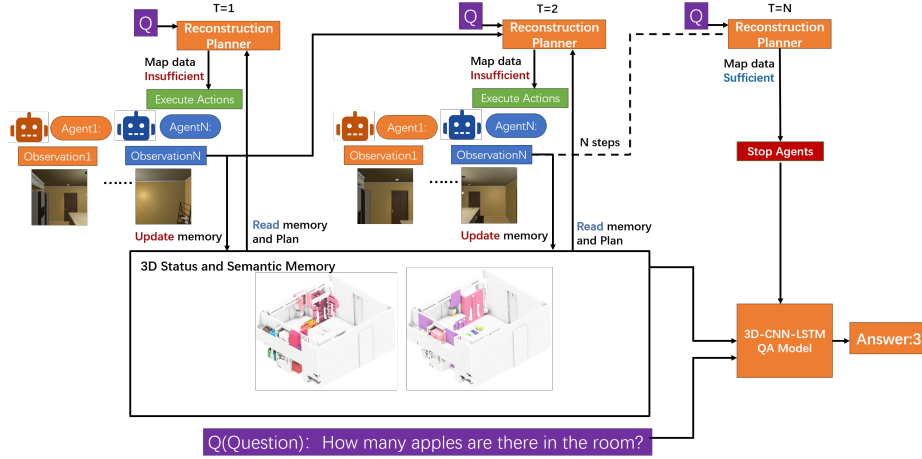 T=1
Q
Reconstruction
Planner
Map data
Insufficient
Execute Actions
Agent1:
AgentN:
Observation1
ObservationN
......
Update memory
Read memory
and Plan
T=2
Q
Reconstruction
Planner
Map data
Insufficient
Execute Actions
Agent1:
AgentN:
Observation1
ObservationN
......
Update memory
Read memory
and Plan
N steps
T=N
Q
Reconstruction
Planner
Map data
Sufficient
Stop Agents
3D Status and Semantic Memory
3D-CNN-LSTM
QA Model
Answer:3
Q(Question): How many apples are there in the room?